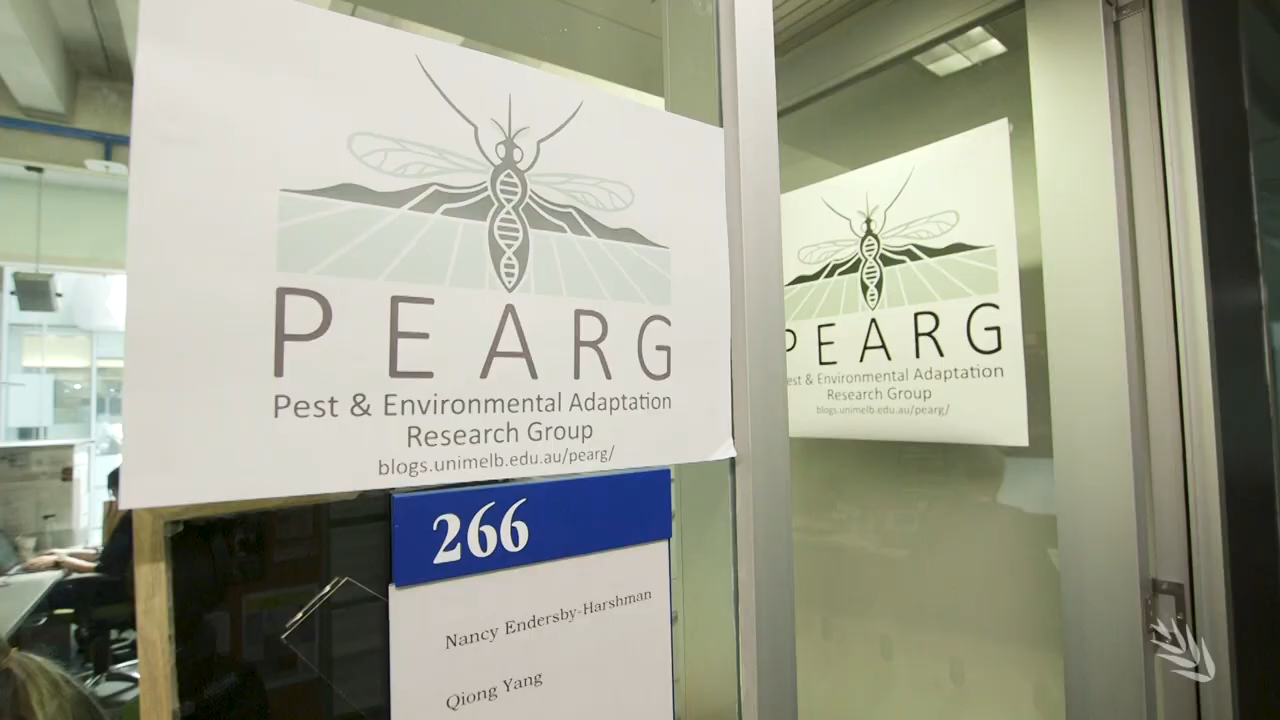 PEARG
Pest & Environmental Adaptation
Research Group
blogs.unimelb.edu.au/pearg/
266
Nancy Endersby-Harshman
Qiong Yang
PEARG
est & Environmental Adaptation
Research Group
blogs.unimelb.edu.au/pearg/